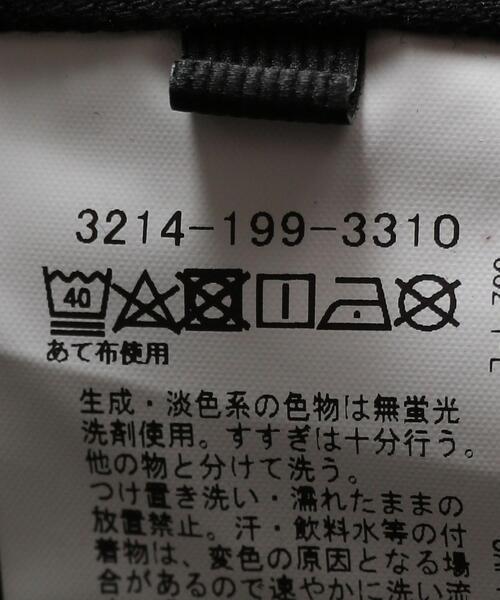 3214-199-3310
40
あて布使用
生成・淡色系の色物は無蛍光
洗剤使用。すすぎは十分行う。
他の物と分けて洗う。
つけ置き洗い・濡れたままの
放置禁止。汗・飲料水等の付
着物は、変色の原因となる場
合があるので速やかに洗い流